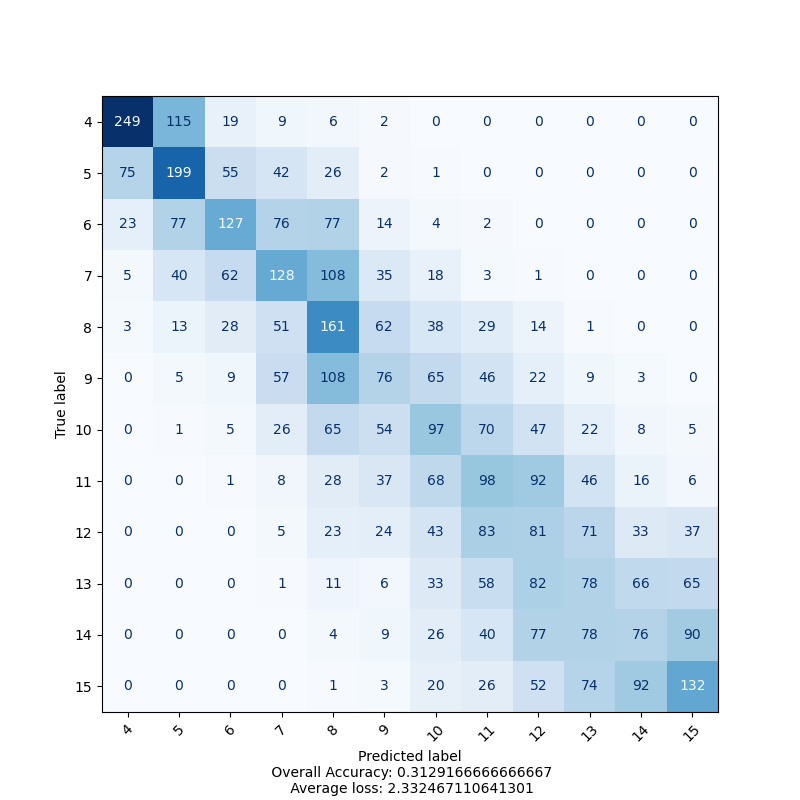 4 249 115 19 9 6 2 0 0 0 0 0 0
5 75 199 55 42 26 2 1 0 0 0 0 0
6 23 77 127 76 77 14 4 2 0 0 0 0
7 5 40 62 128 108 35 18 3 1 0 0 0
8 3 13 28 51 161 62 38 29 14 1 0 0
9 0 5 9 57 108 76 65 46 22 9 3 0
True label
10 0 1 5 26 65 54 97 70 47 22 8 5
11 0 0 1 8 28 37 68 98 92 46 16 6
12 0 0 0 5 23 24 43 83 81 71 33 37
13 0 0 0 1 11 6 33 58 82 78 66 65
14 0 0 0 0 4 9 26 40 77 78 76 90
15 0 0 0 0 1 3 20 26 52 74 92 132
4 5 6 7 8 9 10 11 12 13 14 15
Predicted label
Overall Accuracy: 0.3129166666666667
Average loss: 2.332467110641301